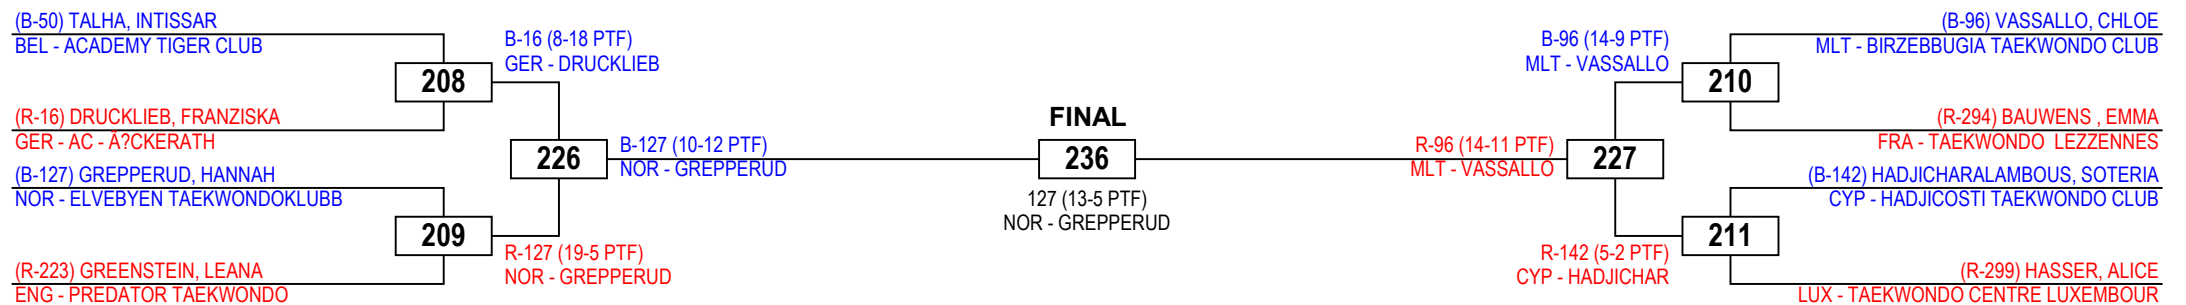 (B-50) TALHA, INTISSAR
BEL - ACADEMY TIGER CLUB
208
(R-16) DRUCKLIEB, FRANZISKA
GER - AC - Ã?CKERATH
B-16 (8-18 PTF)
GER - DRUCKLIEB
(B-127) GREPPERUD, HANNAH
NOR - ELVEBYEN TAEKWONDOKLUBB
209
(R-223) GREENSTEIN, LEANA
ENG - PREDATOR TAEKWONDO
R-127 (19-5 PTF)
NOR - GREPPERUD
226
B-127 (10-12 PTF)
NOR - GREPPERUD
FINAL
236
127 (13-5 PTF)
NOR - GREPPERUD
R-96 (14-11 PTF)
MLT - VASSALLO
227
B-96 (14-9 PTF)
MLT - VASSALLO
(B-96) VASSALLO, CHLOE
MLT - BIRZEBBUGIA TAEKWONDO CLUB
210
(R-294) BAUWENS , EMMA
FRA - TAEKWONDO  LEZZENNES
R-142 (5-2 PTF)
CYP - HADJICHAR
(B-142) HADJICHARALAMBOUS, SOTERIA
CYP - HADJICOSTI TAEKWONDO CLUB
211
(R-299) HASSER, ALICE
LUX - TAEKWONDO CENTRE LUXEMBOUR